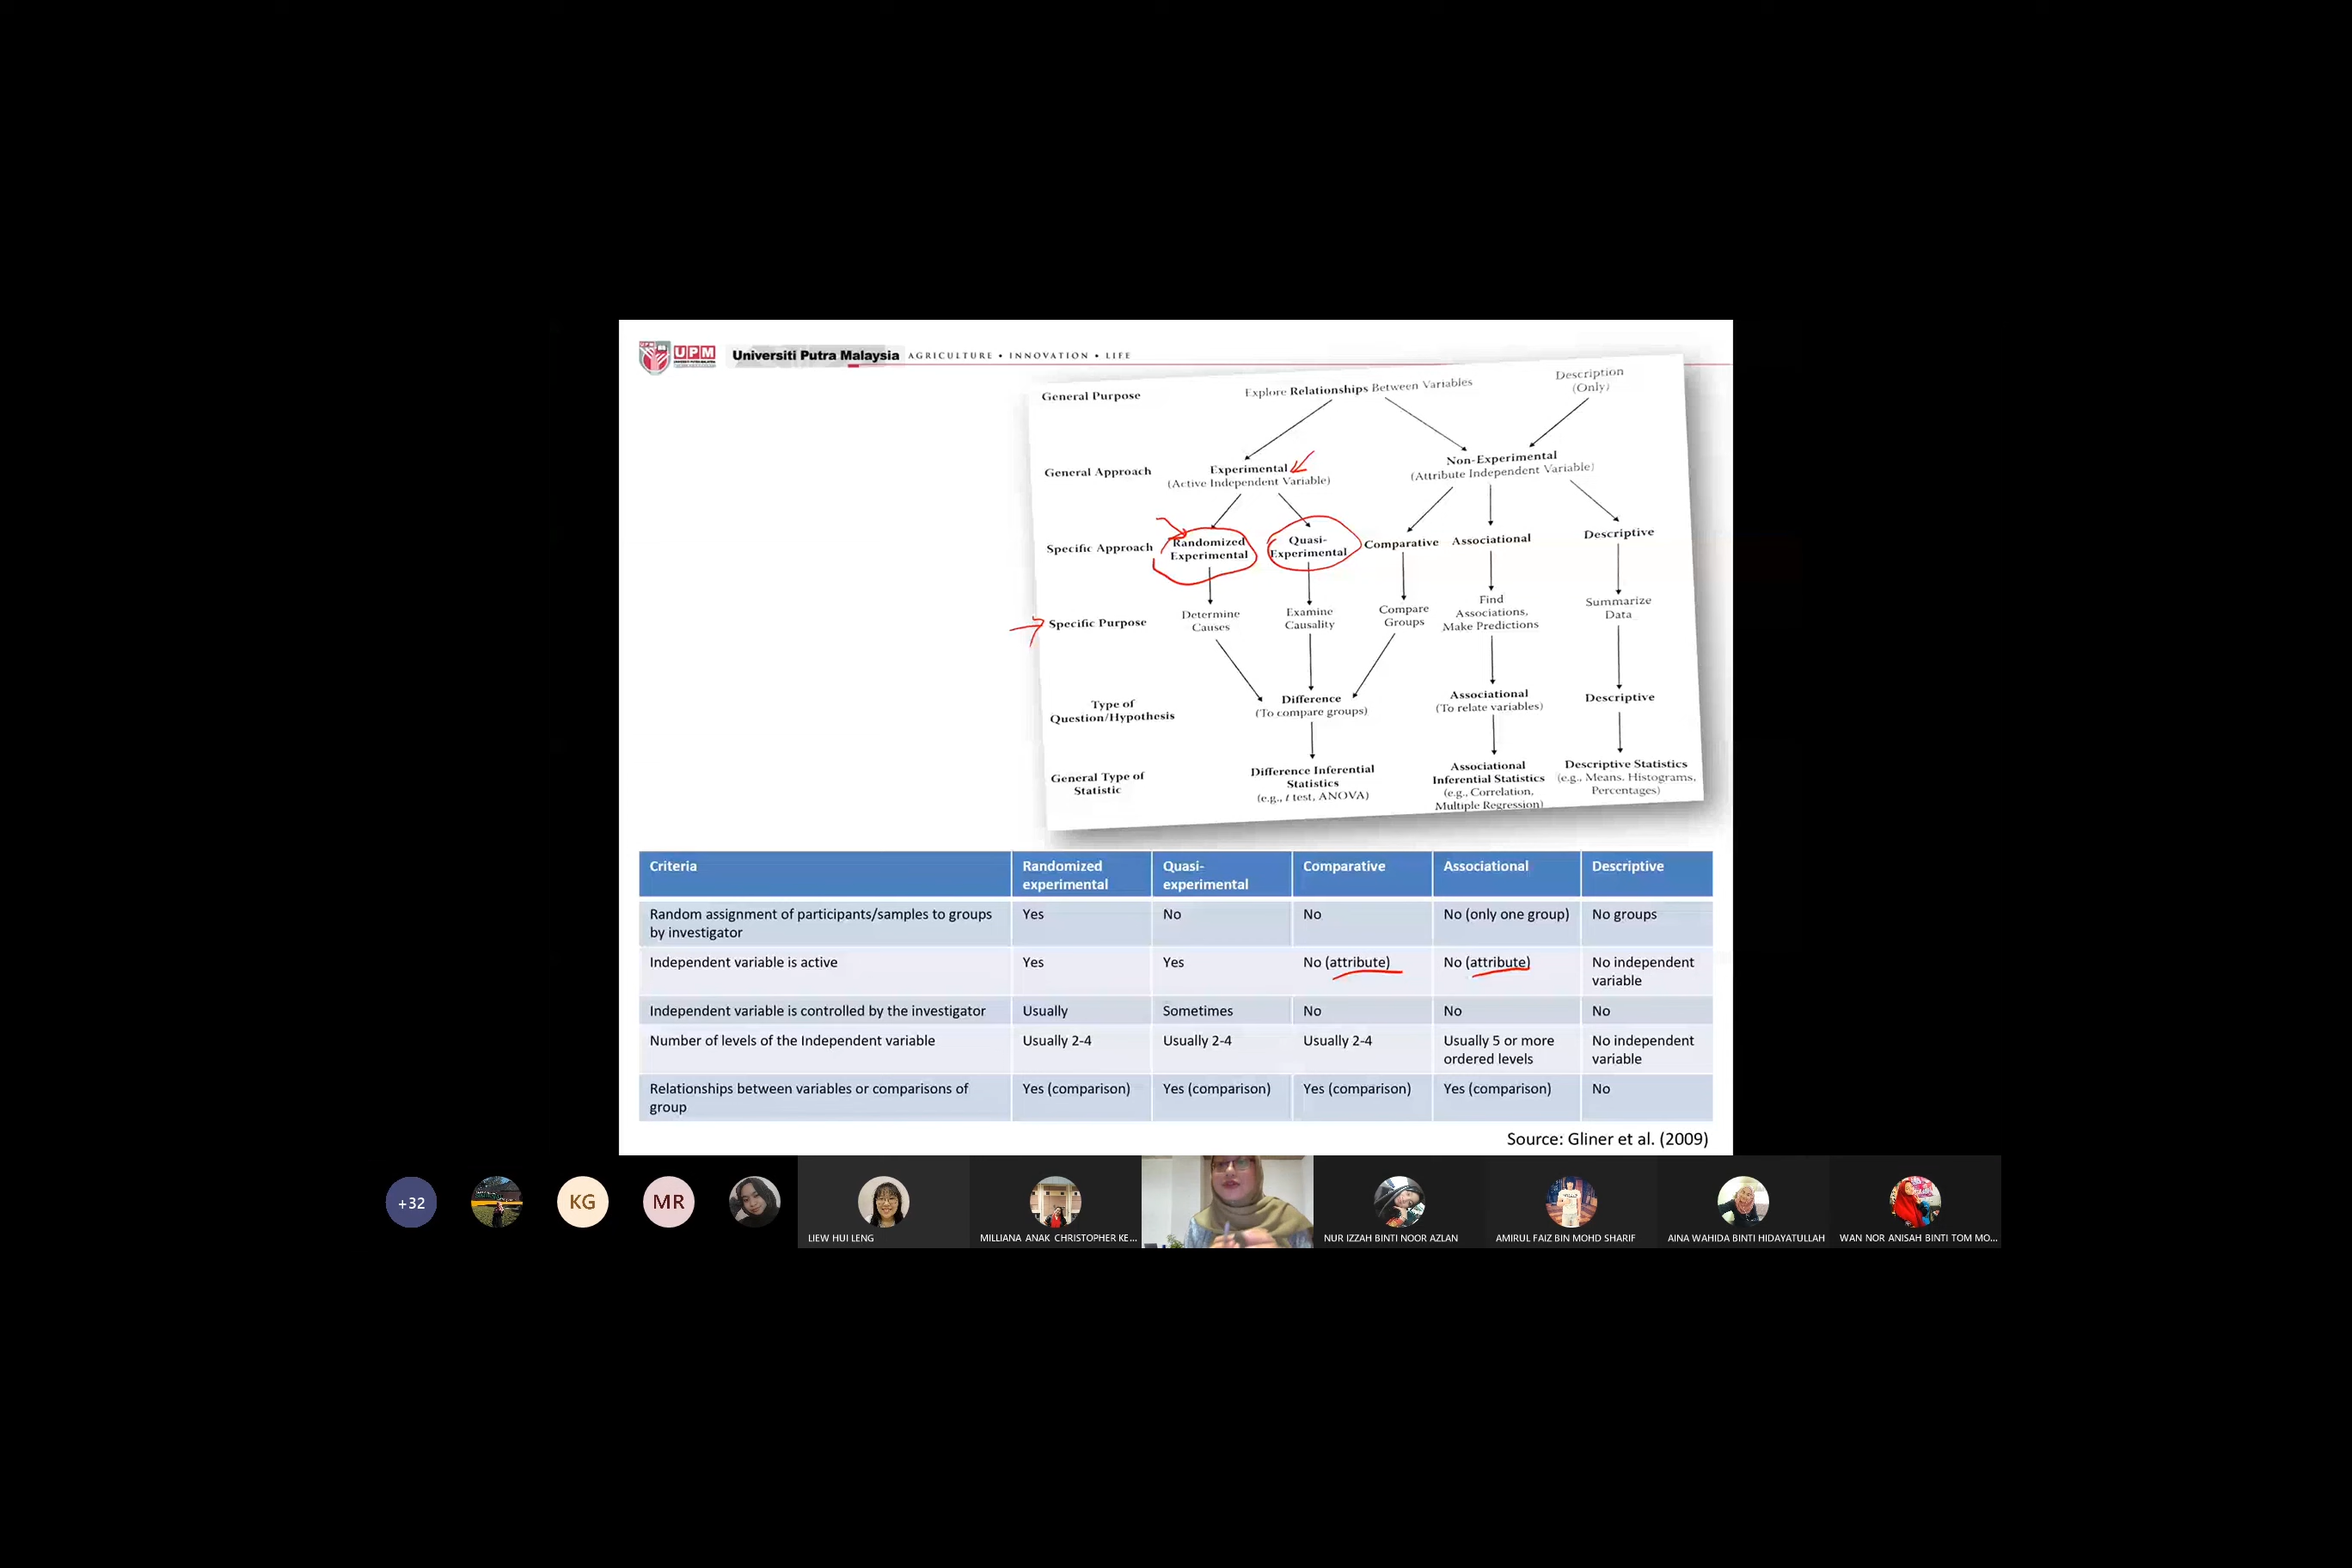 UPM
Universiti Putra Malaysia AGRICULTURE • INNOVATION • LIFE
General Purpose
Explore Relationships Between Variables
Description
(Only)
General Approach
Experimental
(Active Independent Variable)
Non-Experimental
(Attribute Independent Variable)
Specific Approach
Randomized
Experimental
Quasi-
Experimental
Comparative
Associational
Descriptive
Specific Purpose
Determine
Causes
Examine
Causality
Compare
Groups
Find
Associations,
Make Predictions
Summarize
Data
Type of
Question/Hypothesis
Difference
(To compare groups)
Associational
(To relate variables)
Descriptive
General Type of
Statistic
Difference Inferential
Statistics
(e.g., t test, ANOVA)
Associational
Inferential Statistics
(e.g., Correlation,
Multiple Regression)
Descriptive Statistics
(e.g., Means. Histograms,
Percentages)
Criteria
Randomized
experimental
Quasi-
experimental
Comparative
Associational
Descriptive
Random assignment of participants/samples to groups
by investigator
Yes
No
No
No (only one group)
No groups
Independent variable is active
Yes
Yes
No (attribute)
No (attribute)
No independent
variable
Independent variable is controlled by the investigator
Usually
Sometimes
No
No
No
Number of levels of the Independent variable
Usually 2-4
Usually 2-4
Usually 2-4
Usually 5 or more
ordered levels
No independent
variable
Relationships between variables or comparisons of
group
Yes (comparison)
Yes (comparison)
Yes (comparison)
Yes (comparison)
No
Source: Gliner et al. (2009)
+32
KG
MR
LIEW HUI LENG
MILLIANA ANAK CHRISTOPHER KE...
NUR IZZAH BINTI NOOR AZLAN
AMIRUL FAIZ BIN MOHD SHARIF
AINA WAHIDA BINTI HIDAYATULLAH
WAN NOR ANISAH BINTI TOM MO...